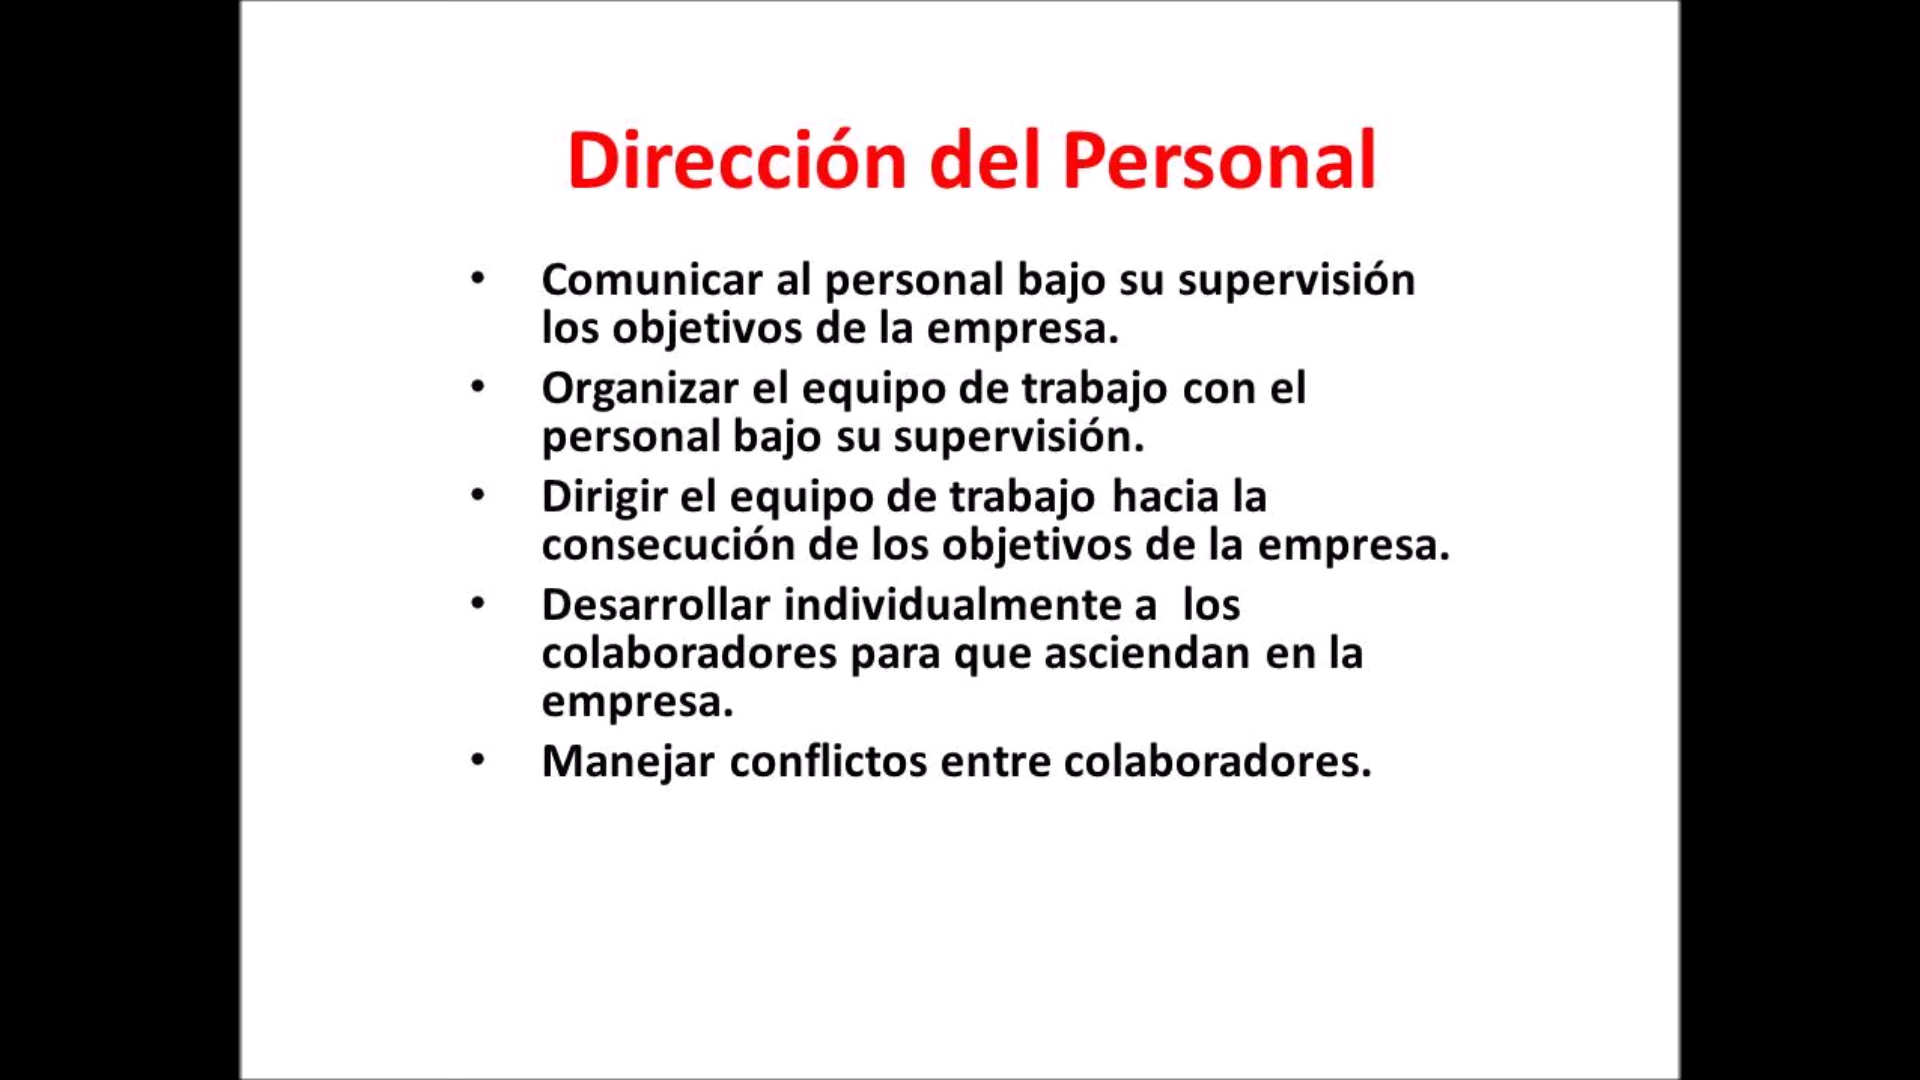 Dirección del Personal
• Comunicar al personal bajo su supervisión
los objetivos de la empresa.
• Organizar el equipo de trabajo con el
personal bajo su supervisión.
• Dirigir el equipo de trabajo hacia la
consecución de los objetivos de la empresa.
• Desarrollar individualmente a  los
colaboradores para que asciendan en la
empresa.
• Manejar conflictos entre colaboradores.